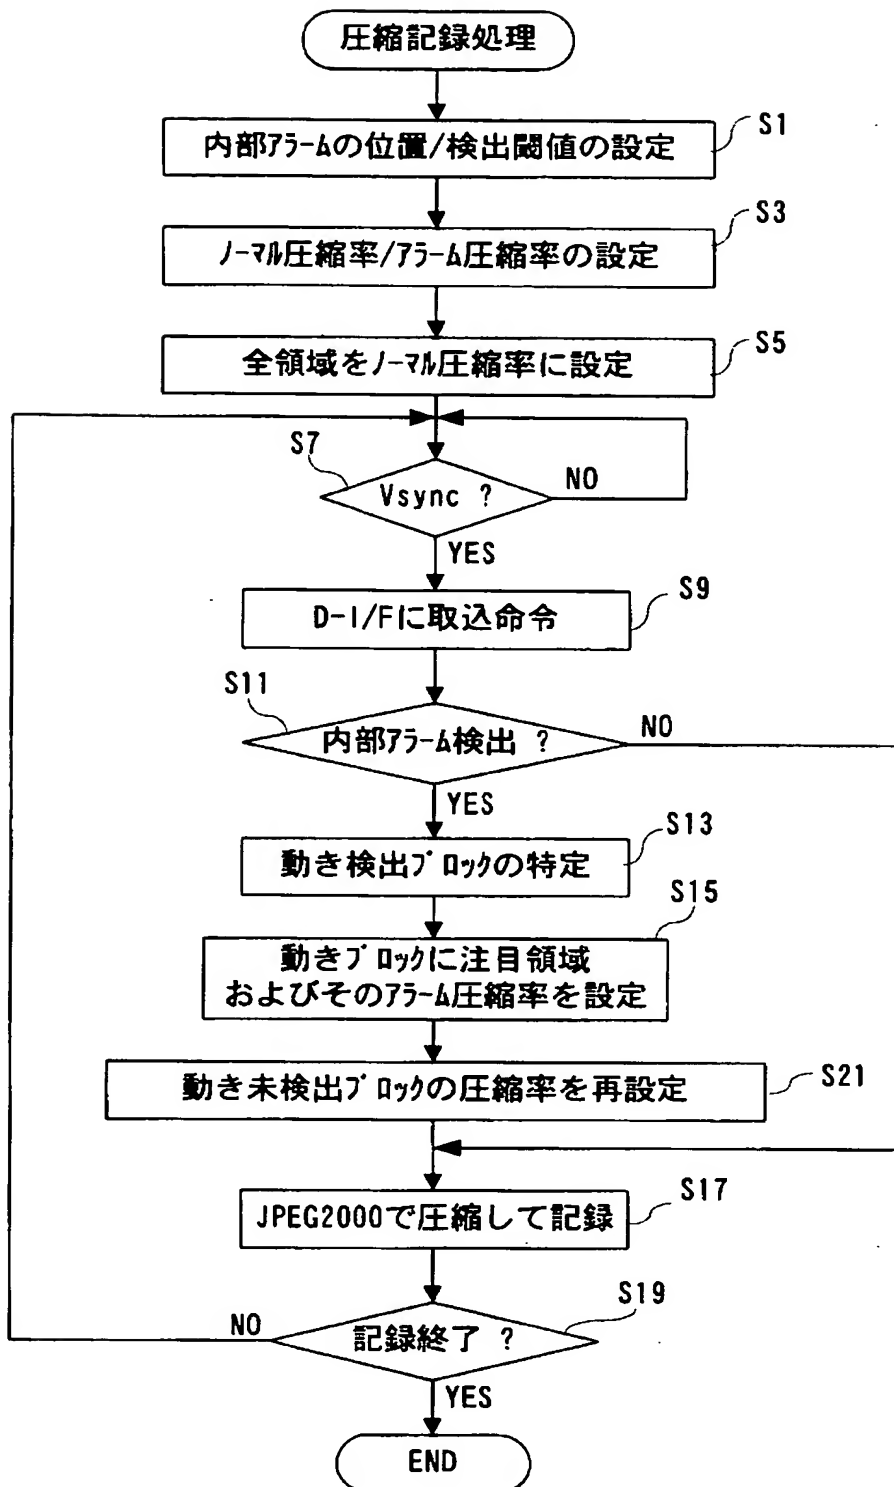 圧縮記録処理
S1
内部アラームの位置/検出閾値の設定
S3
ノーマル圧縮率/アラーム圧縮率の設定
S5
全領域をノーマル圧縮率に設定
S7
Vsync ?
NO
YES
S9
D-I/Fに取込命令
S11
内部アラーム検出 ?
NO
YES
S13
動き検出ブロックの特定
S15
動きブロックに注目領域
およびそのアラーム圧縮率を設定
S21
動き未検出ブロックの圧縮率を再設定
S17
JPEG2000で圧縮して記録
S19
記録終了 ?
NO
YES
END